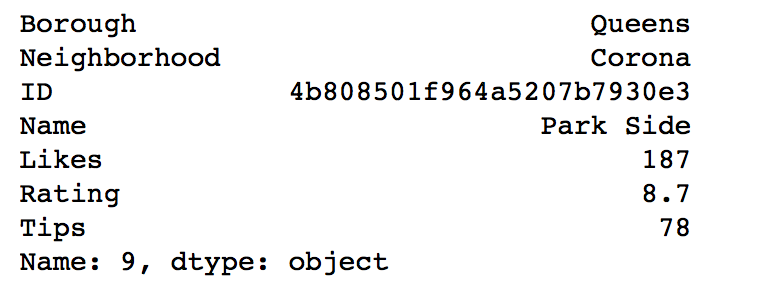 Borough Queens
Neighborhood Corona
ID 4b808501f964a5207b7930e3
Name Park Side
Likes 187
Rating 8.7
Tips 78
Name: 9, dtype: object